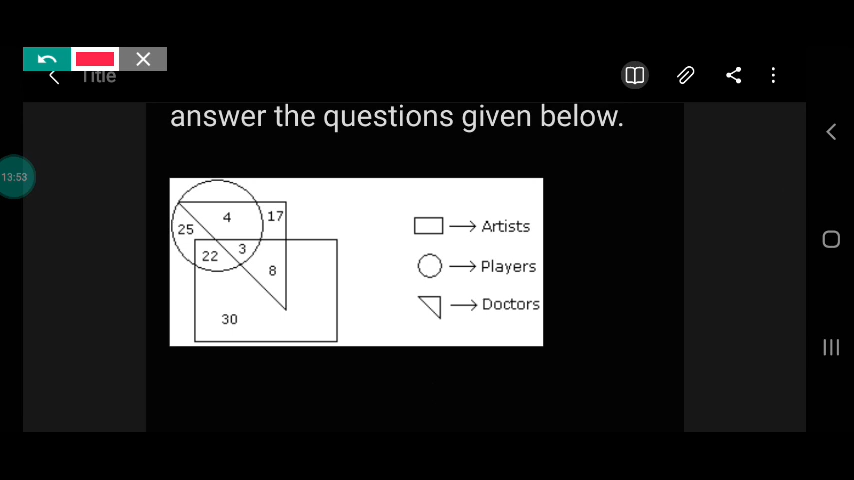 Title
answer the questions given below.
13:53
4
17
25
3
22
8
30
Artists
Players
Doctors